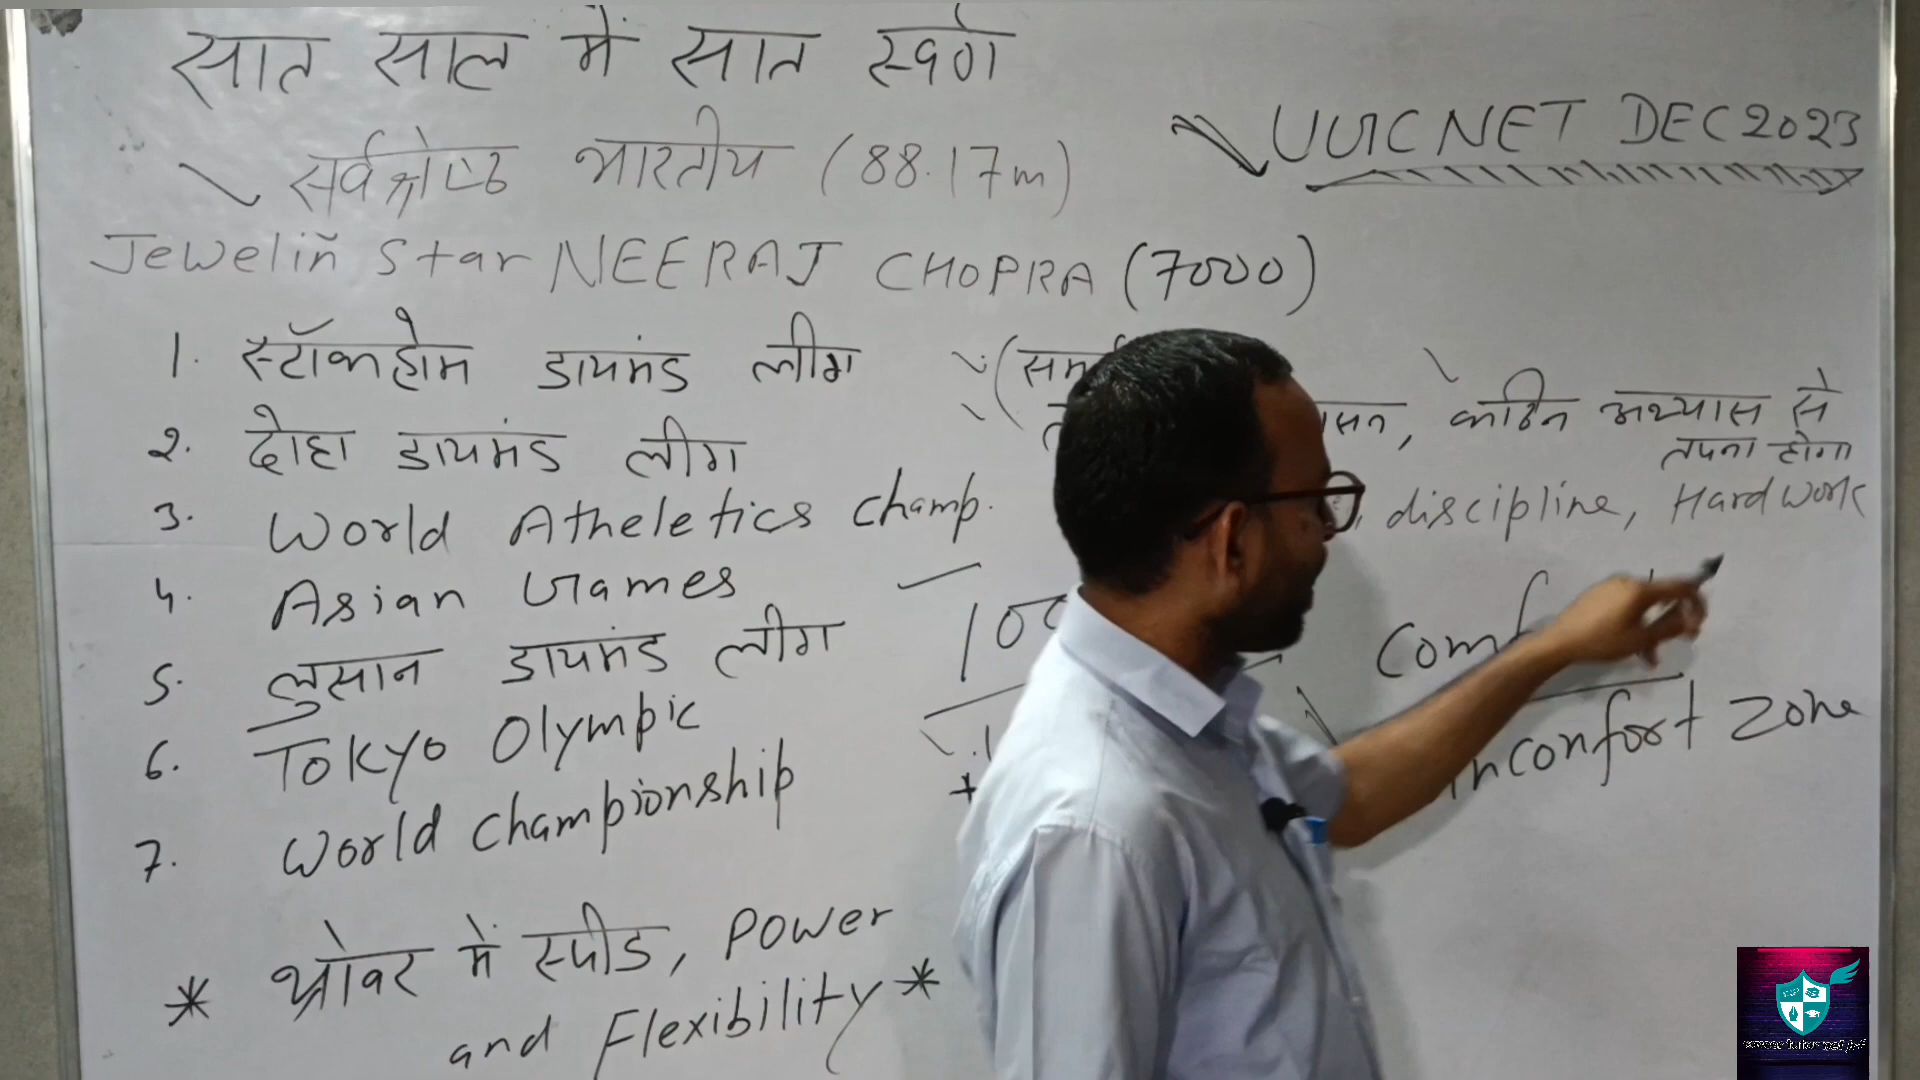 सात साल में सात स्वर्ण
सर्वश्रेष्ठ भारतीय (88.17m)
UGC NET DEC 2023
Jewelin Star NEERAJ CHOPRA (7000)
1. स्टॉकहोम डायमंड लीग
2. दोहा डायमंड लीग
3. World Atheletics champ.
4. Asian Games
5. लुसान डायमंड लीग
6. TOKYO Olympic
7. World championship
* थ्रोवर में स्पीड, POWER
and Flexibility *
कठिन अभ्यास से
तपना होगा
discipline, Hardwork
inconfort zone